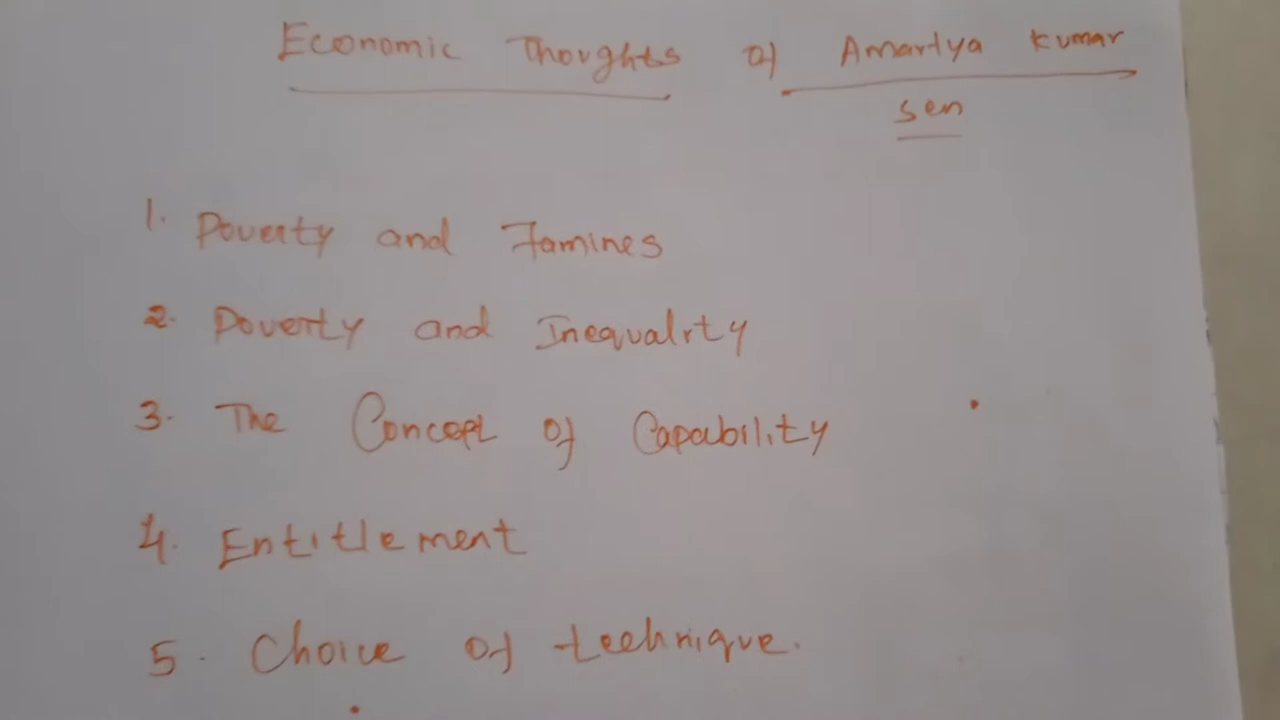 Economic Thoughts of Amartya Kumar
Sen
1. Poverty and Famines
2. Poverty and Inequality
3. The Concept of Capability
4. Entitlement
5. Choice of technique.